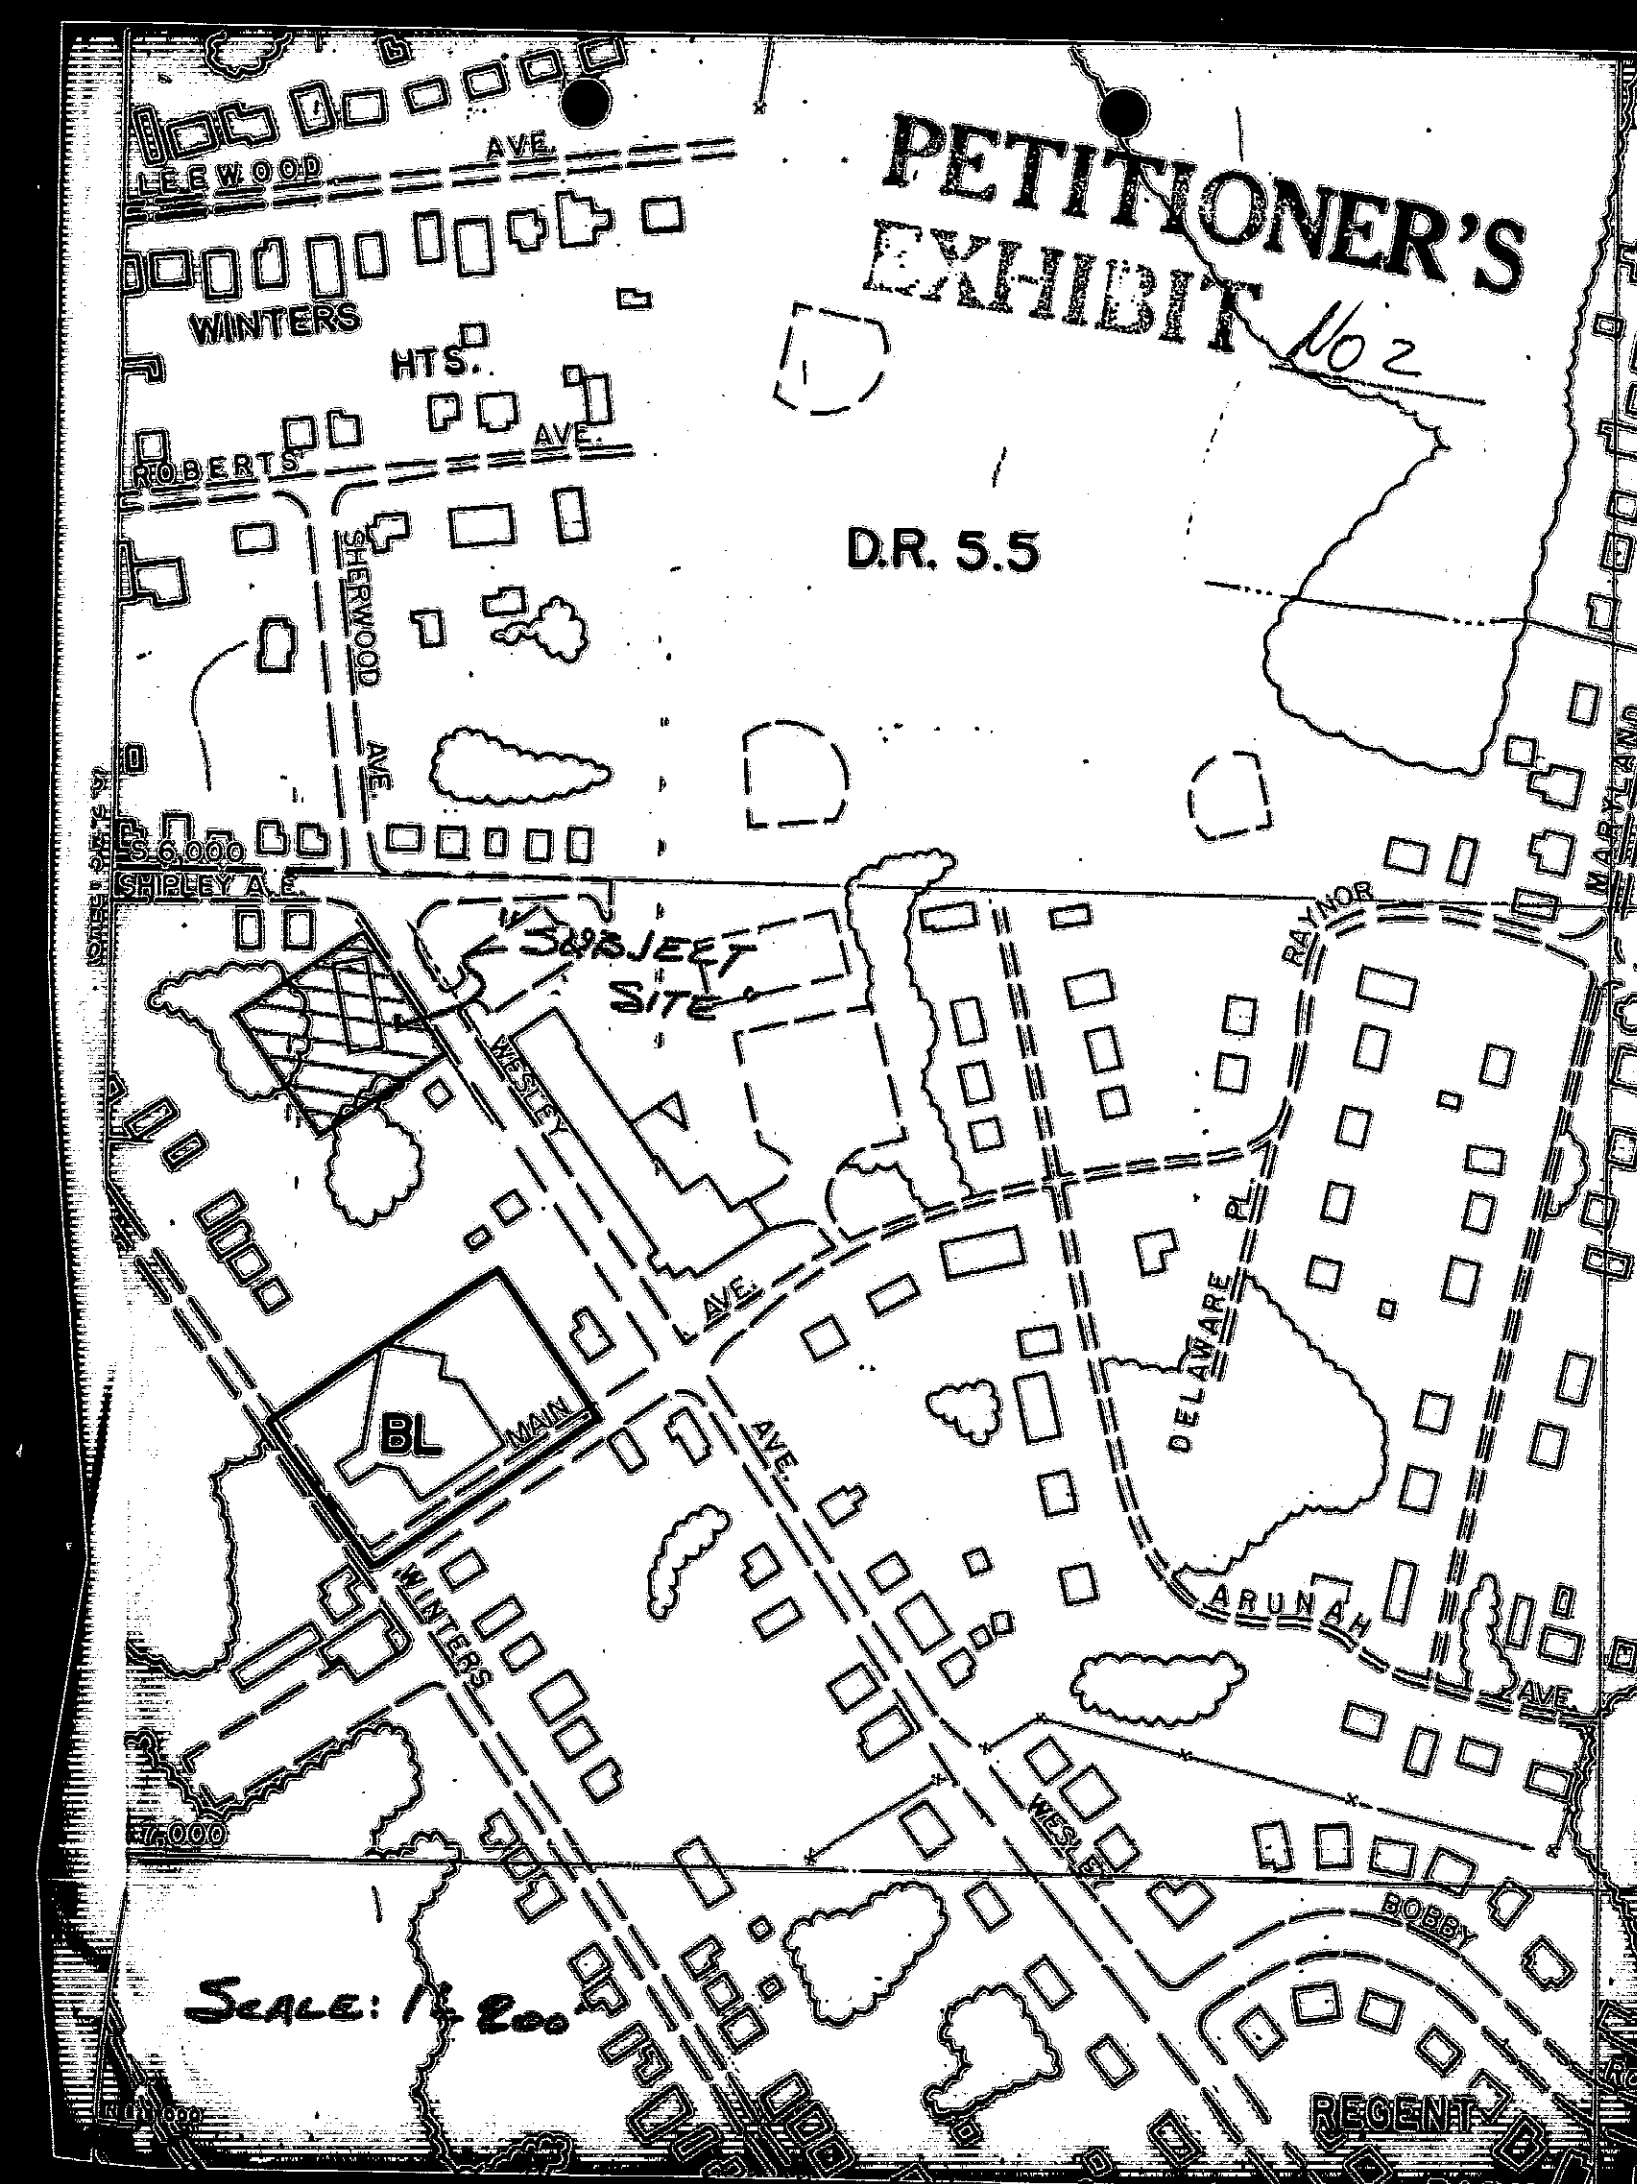 PETITIONER'S
EXHIBIT No 2
LEEWOOD AVE.
WINTERS
HTS.
ROBERTS AVE.
D.R. 5.5
SHERWOOD AVE.
MARYLAND
S 6,000
SHIPLEY AVE.
SUBJECT
SITE
RAYNOR
WESLEY
AVE.
DELAWARE PL.
BL
MAIN
AVE.
WINTERS
ARUNAH
AVE
7,000
WESLEY
BOBBY
SCALE: 1"= 200'
REGENT